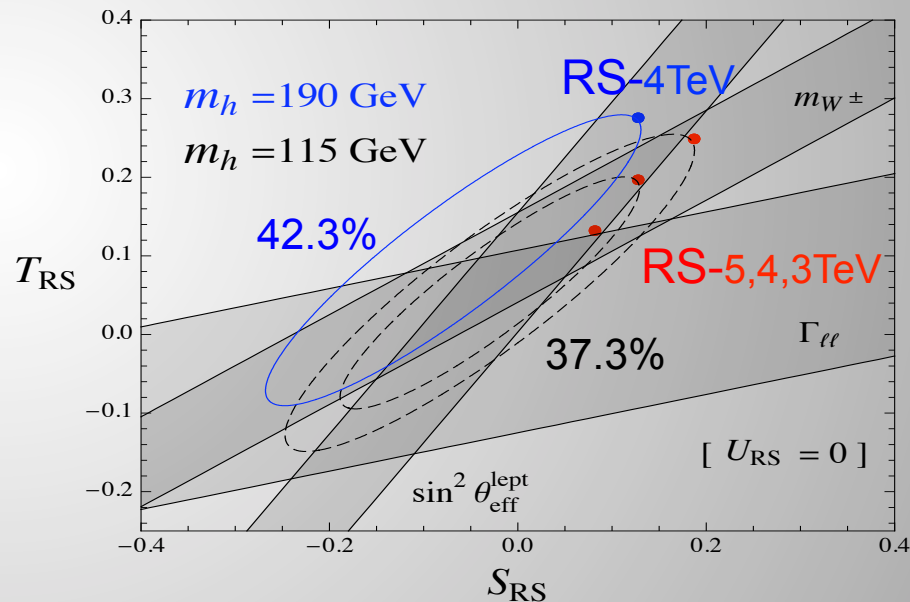 0.4
0.3
0.2
0.1
0.0
−0.1
−0.2
T_RS
m_h = 190 GeV
m_h = 115 GeV
RS-4TeV
m_W ±
42.3%
RS-5,4,3TeV
37.3%
Γ_ℓℓ
[ U_RS = 0 ]
sin² θ_eff^lept
−0.4 −0.2 0.0 0.2 0.4
S_RS